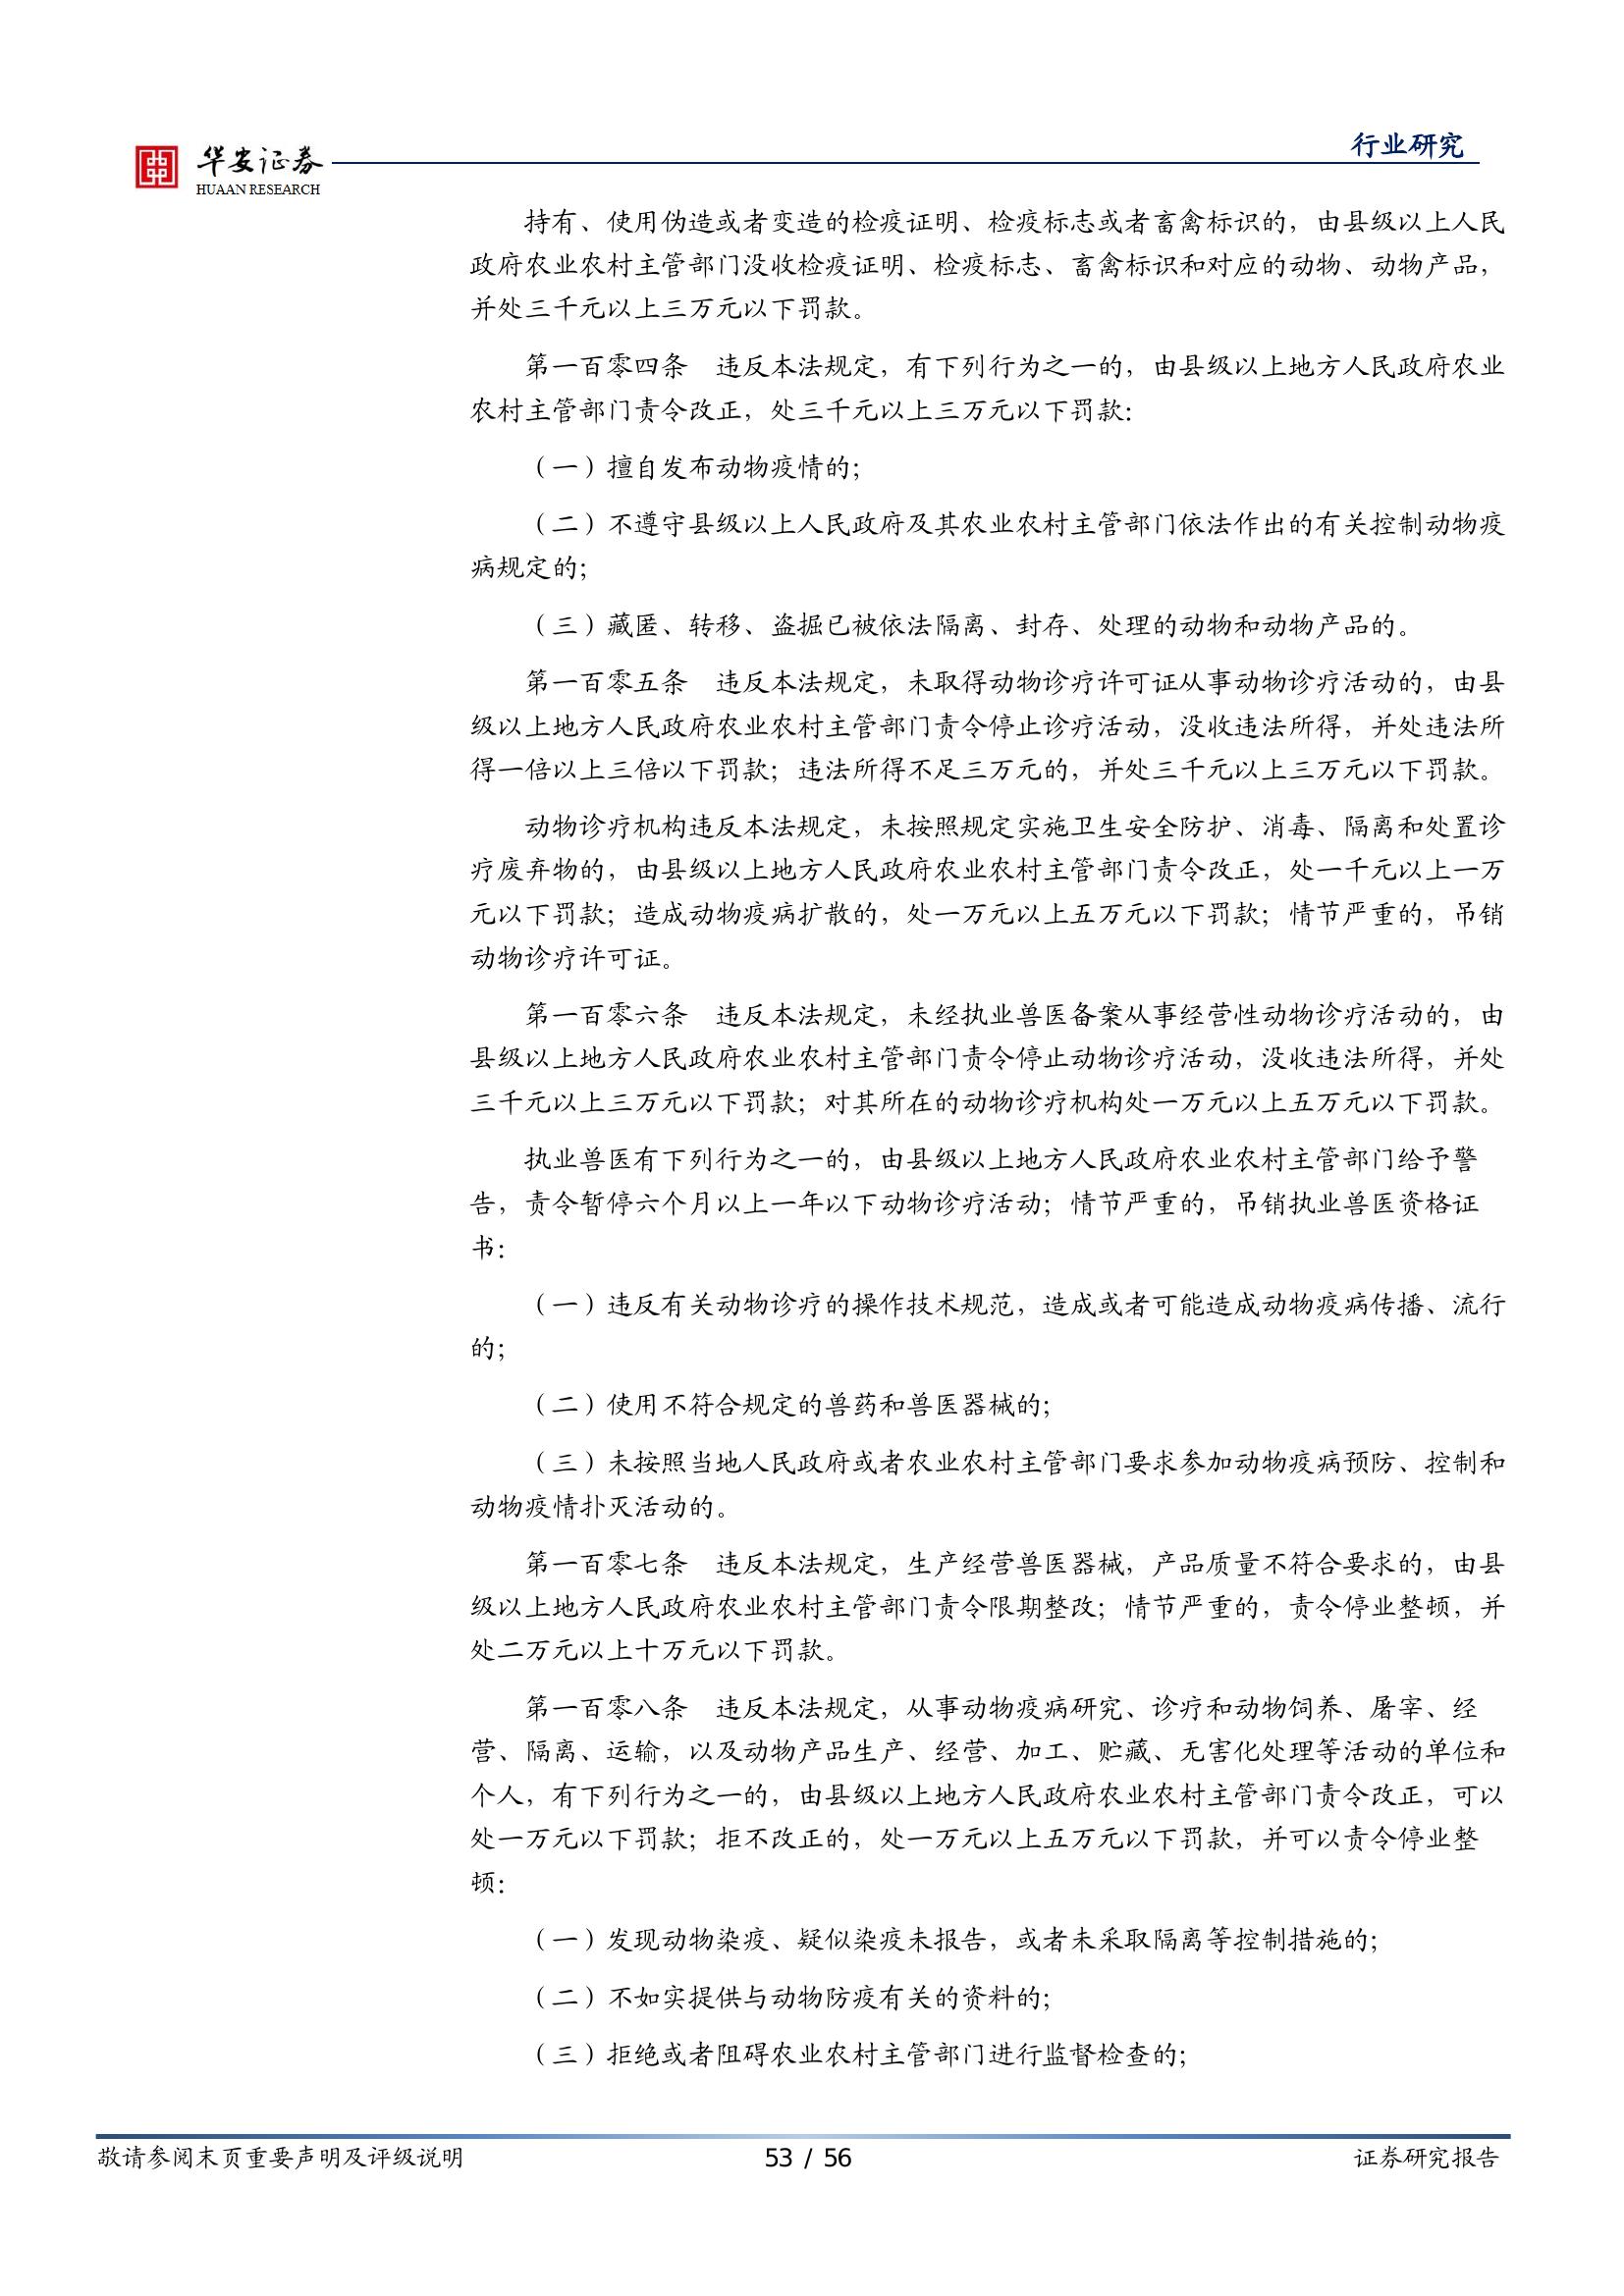 华安证券
HUAAN RESEARCH
行业研究
持有、使用伪造或者变造的检疫证明、检疫标志或者畜禽标识的，由县级以上人民
政府农业农村主管部门没收检疫证明、检疫标志、畜禽标识和对应的动物、动物产品，
并处三千元以上三万元以下罚款。
第一百零四条　违反本法规定，有下列行为之一的，由县级以上地方人民政府农业
农村主管部门责令改正，处三千元以上三万元以下罚款：
（一）擅自发布动物疫情的；
（二）不遵守县级以上人民政府及其农业农村主管部门依法作出的有关控制动物疫
病规定的；
（三）藏匿、转移、盗掘已被依法隔离、封存、处理的动物和动物产品的。
第一百零五条　违反本法规定，未取得动物诊疗许可证从事动物诊疗活动的，由县
级以上地方人民政府农业农村主管部门责令停止诊疗活动，没收违法所得，并处违法所
得一倍以上三倍以下罚款；违法所得不足三万元的，并处三千元以上三万元以下罚款。
动物诊疗机构违反本法规定，未按照规定实施卫生安全防护、消毒、隔离和处置诊
疗废弃物的，由县级以上地方人民政府农业农村主管部门责令改正，处一千元以上一万
元以下罚款；造成动物疫病扩散的，处一万元以上五万元以下罚款；情节严重的，吊销
动物诊疗许可证。
第一百零六条　违反本法规定，未经执业兽医备案从事经营性动物诊疗活动的，由
县级以上地方人民政府农业农村主管部门责令停止动物诊疗活动，没收违法所得，并处
三千元以上三万元以下罚款；对其所在的动物诊疗机构处一万元以上五万元以下罚款。
执业兽医有下列行为之一的，由县级以上地方人民政府农业农村主管部门给予警
告，责令暂停六个月以上一年以下动物诊疗活动；情节严重的，吊销执业兽医资格证
书：
（一）违反有关动物诊疗的操作技术规范，造成或者可能造成动物疫病传播、流行
的；
（二）使用不符合规定的兽药和兽医器械的；
（三）未按照当地人民政府或者农业农村主管部门要求参加动物疫病预防、控制和
动物疫情扑灭活动的。
第一百零七条　违反本法规定，生产经营兽医器械，产品质量不符合要求的，由县
级以上地方人民政府农业农村主管部门责令限期整改；情节严重的，责令停业整顿，并
处二万元以上十万元以下罚款。
第一百零八条　违反本法规定，从事动物疫病研究、诊疗和动物饲养、屠宰、经
营、隔离、运输，以及动物产品生产、经营、加工、贮藏、无害化处理等活动的单位和
个人，有下列行为之一的，由县级以上地方人民政府农业农村主管部门责令改正，可以
处一万元以下罚款；拒不改正的，处一万元以上五万元以下罚款，并可以责令停业整
顿：
（一）发现动物染疫、疑似染疫未报告，或者未采取隔离等控制措施的；
（二）不如实提供与动物防疫有关的资料的；
（三）拒绝或者阻碍农业农村主管部门进行监督检查的；
敬请参阅末页重要声明及评级说明
53 / 56
证券研究报告